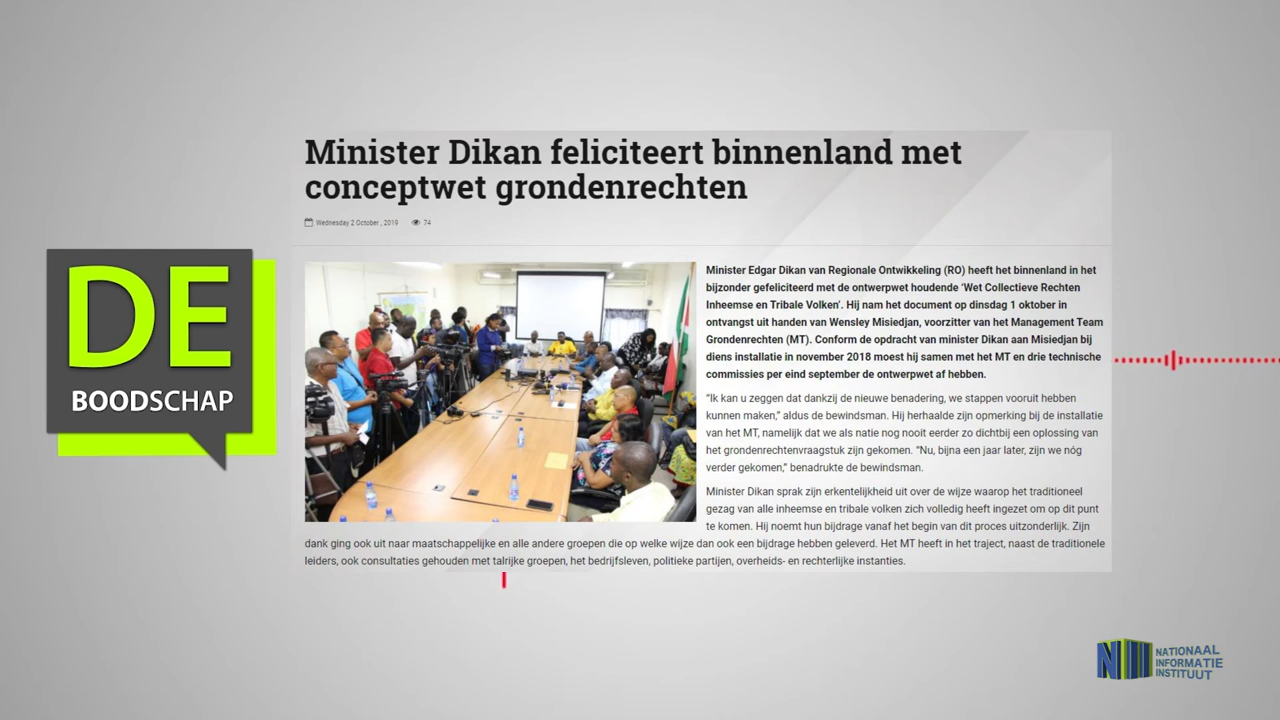 Minister Dikan feliciteert binnenland met
conceptwet grondenrechten
Wednesday 2 October , 2019 74
DE
BOODSCHAP
Minister Edgar Dikan van Regionale Ontwikkeling (RO) heeft het binnenland in het
bijzonder gefeliciteerd met de ontwerpwet houdende ‘Wet Collectieve Rechten
Inheemse en Tribale Volken’. Hij nam het document op dinsdag 1 oktober in
ontvangst uit handen van Wensley Misiedjan, voorzitter van het Management Team
Grondenrechten (MT). Conform de opdracht van minister Dikan aan Misiedjan bij
diens installatie in november 2018 moest hij samen met het MT en drie technische
commissies per eind september de ontwerpwet af hebben.
“Ik kan u zeggen dat dankzij de nieuwe benadering, we stappen vooruit hebben
kunnen maken,” aldus de bewindsman. Hij herhaalde zijn opmerking bij de installatie
van het MT, namelijk dat we als natie nog nooit eerder zo dichtbij een oplossing van
het grondenrechtenvraagstuk zijn gekomen. “Nu, bijna een jaar later, zijn we nóg
verder gekomen,” benadrukte de bewindsman.
Minister Dikan sprak zijn erkentelijkheid uit over de wijze waarop het traditioneel
gezag van alle inheemse en tribale volken zich volledig heeft ingezet om op dit punt
te komen. Hij noemt hun bijdrage vanaf het begin van dit proces uitzonderlijk. Zijn
dank ging ook uit naar maatschappelijke en alle andere groepen die op welke wijze dan ook een bijdrage hebben geleverd. Het MT heeft in het traject, naast de traditionele
leiders, ook consultaties gehouden met talrijke groepen, het bedrijfsleven, politieke partijen, overheids- en rechterlijke instanties.
NII NATIONAAL
INFORMATIE
INSTITUUT